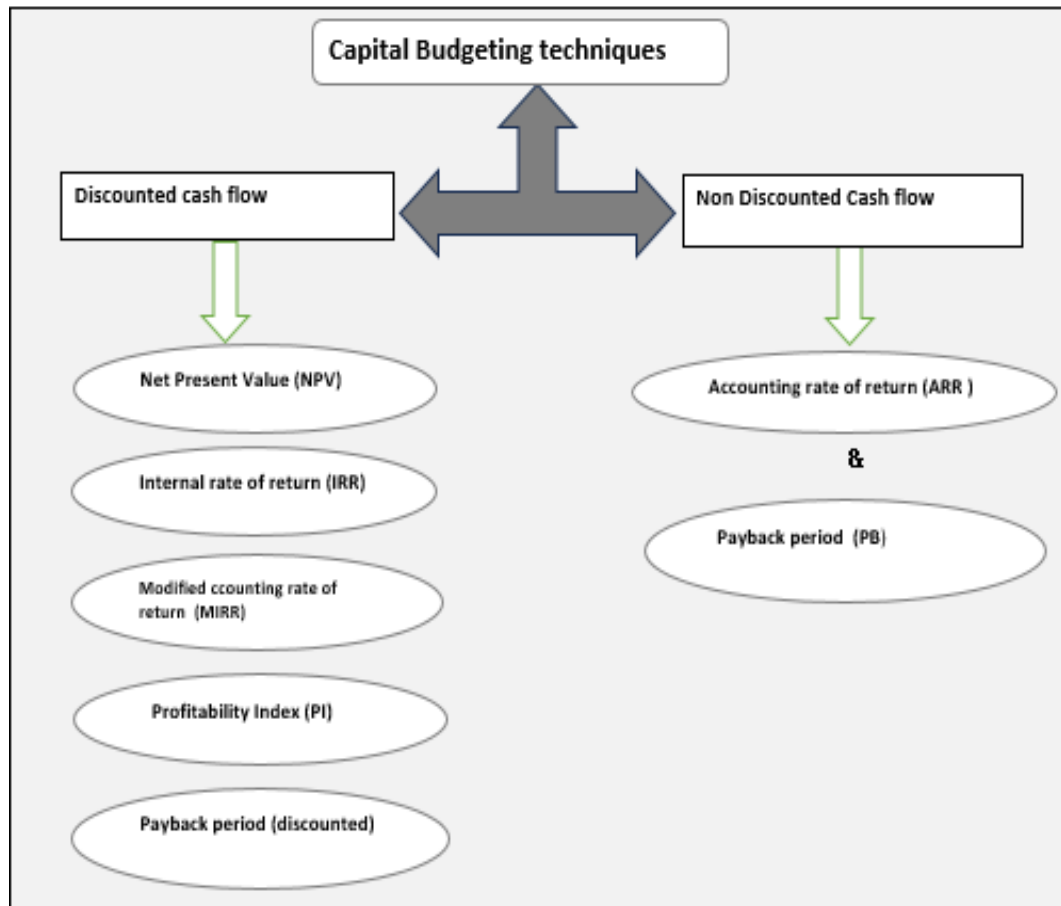 Capital Budgeting techniques
Discounted cash flow
Non Discounted Cash flow
Net Present Value (NPV)
Internal rate of return (IRR)
Modified ccounting rate of
return (MIRR)
Profitability Index (PI)
Payback period (discounted)
Accounting rate of return (ARR )
&
Payback period (PB)